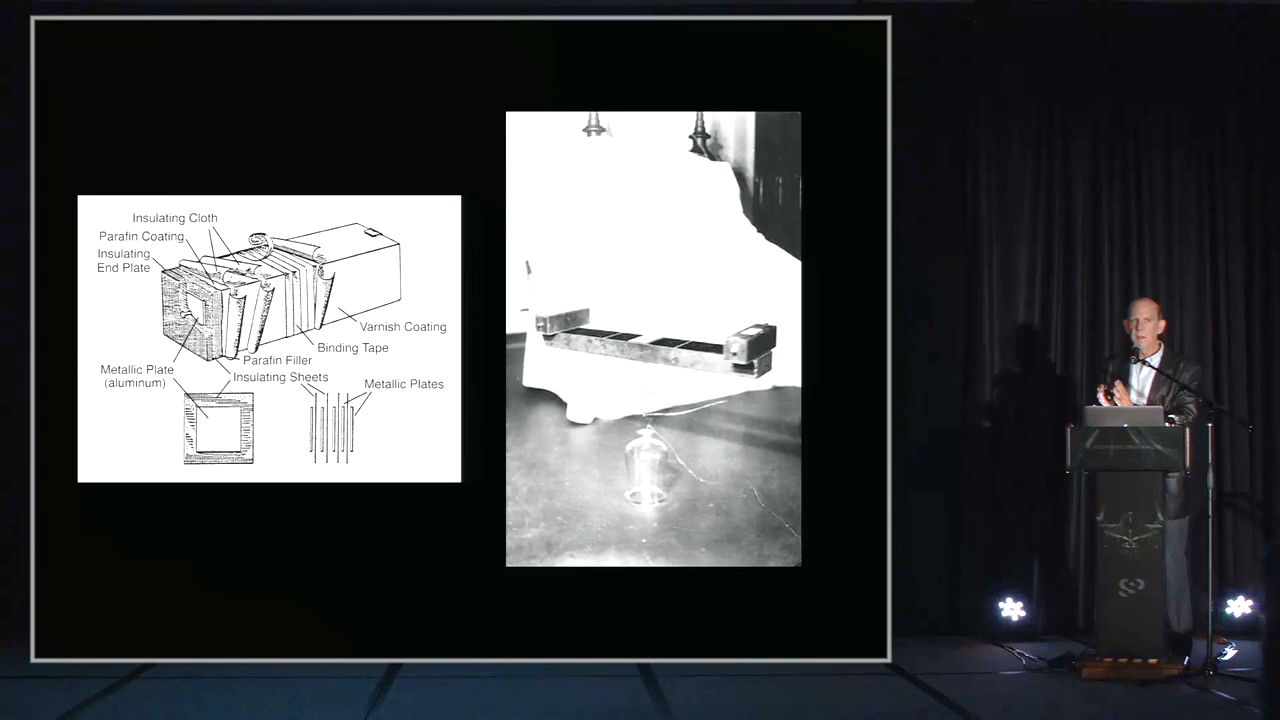 Insulating Cloth
Parafin Coating
Insulating
End Plate
Varnish Coating
Binding Tape
Parafin Filler
Metallic Plate
(aluminum)
Insulating Sheets
Metallic Plates